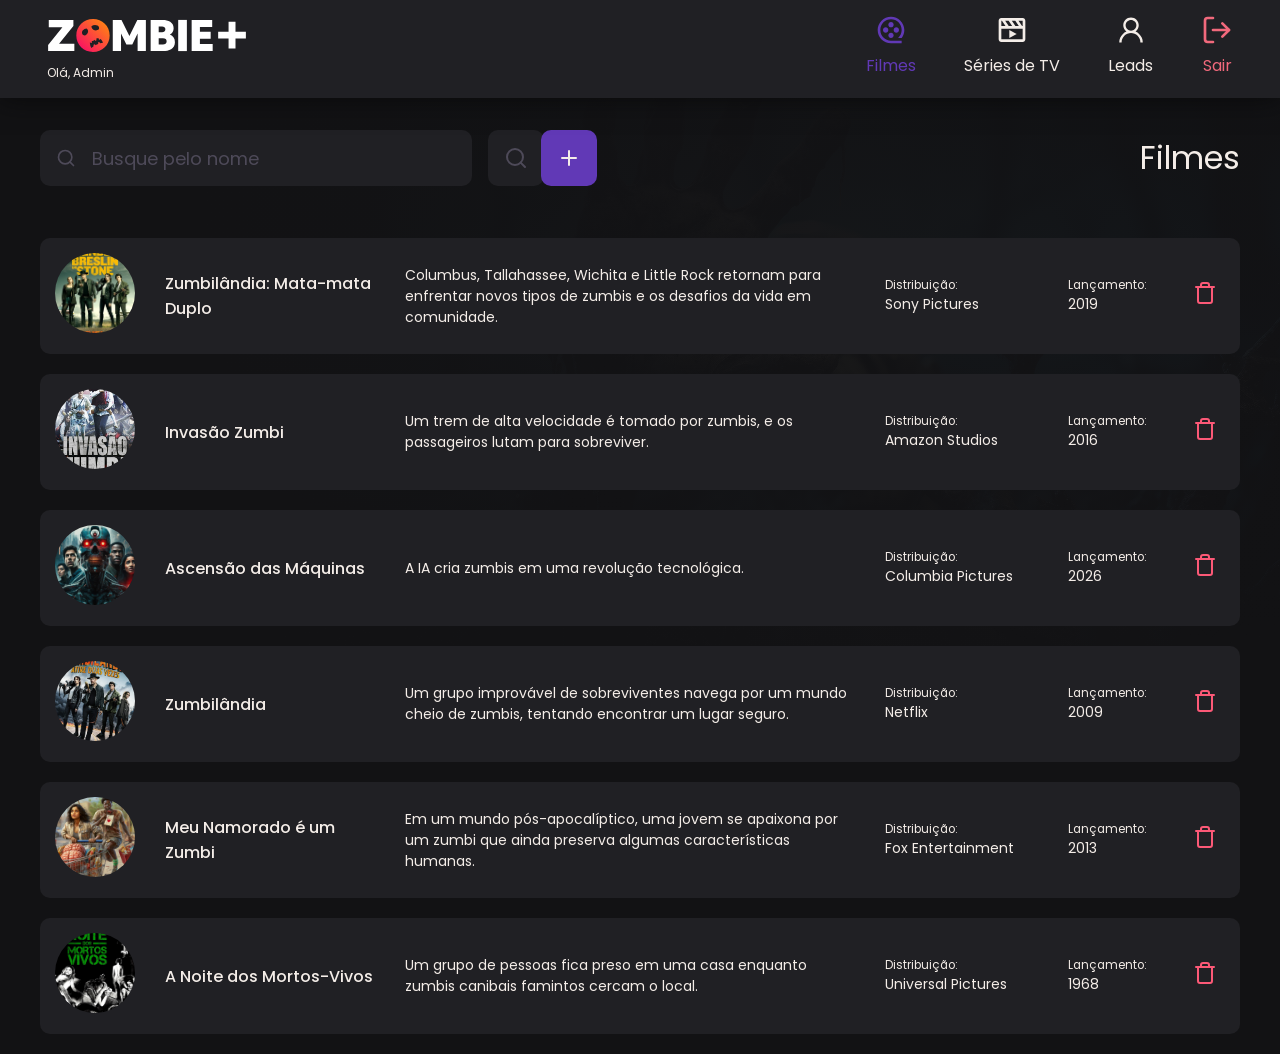 ZOMBIE+
Olá, Admin
Filmes
Séries de TV
Leads
Sair
Busque pelo nome
Filmes
BRESLIN STONE
Zumbilândia: Mata-mata
Duplo
Columbus, Tallahassee, Wichita e Little Rock retornam para
enfrentar novos tipos de zumbis e os desafios da vida em
comunidade.
Distribuição:
Sony Pictures
Lançamento:
2019
INVASÃO
Invasão Zumbi
Um trem de alta velocidade é tomado por zumbis, e os
passageiros lutam para sobreviver.
Distribuição:
Amazon Studios
Lançamento:
2016
Ascensão das Máquinas
A IA cria zumbis em uma revolução tecnológica.
Distribuição:
Columbia Pictures
Lançamento:
2026
Zumbilândia
Um grupo improvável de sobreviventes navega por um mundo
cheio de zumbis, tentando encontrar um lugar seguro.
Distribuição:
Netflix
Lançamento:
2009
Meu Namorado é um
Zumbi
Em um mundo pós-apocalíptico, uma jovem se apaixona por
um zumbi que ainda preserva algumas características
humanas.
Distribuição:
Fox Entertainment
Lançamento:
2013
MORTOS
VIVOS
A Noite dos Mortos-Vivos
Um grupo de pessoas fica preso em uma casa enquanto
zumbis canibais famintos cercam o local.
Distribuição:
Universal Pictures
Lançamento:
1968